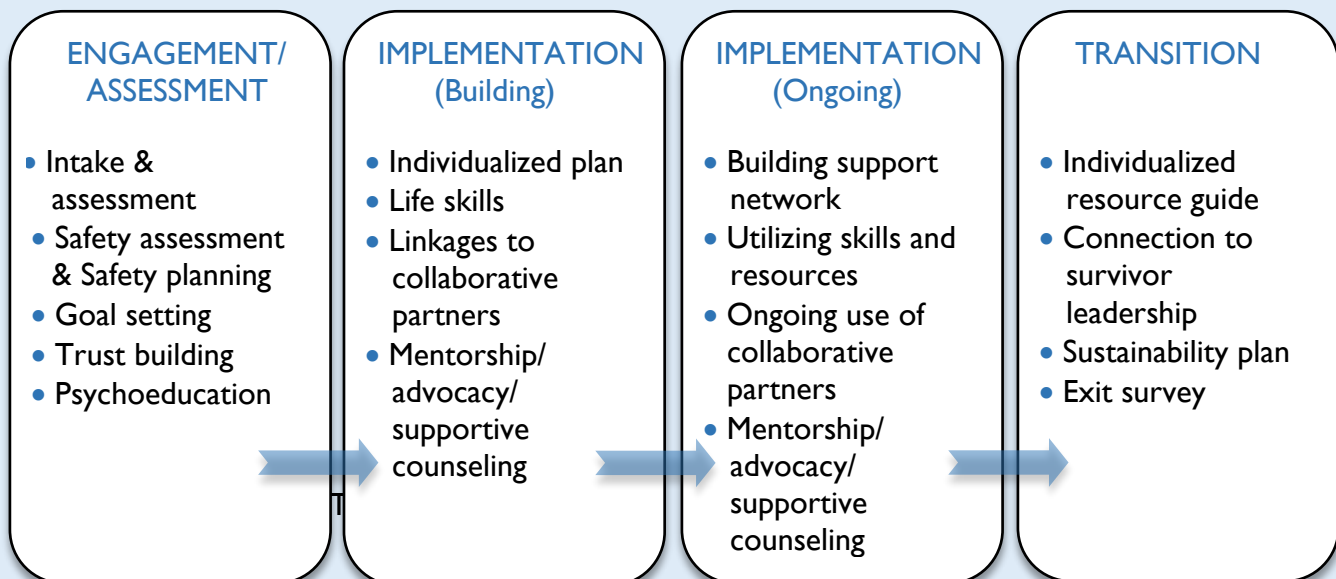 ENGAGEMENT/
ASSESSMENT
• Intake &
assessment
• Safety assessment
& Safety planning
• Goal setting
• Trust building
• Psychoeducation
T
IMPLEMENTATION
(Building)
• Individualized plan
• Life skills
• Linkages to
collaborative
partners
• Mentorship/
advocacy/
supportive
counseling
IMPLEMENTATION
(Ongoing)
• Building support
network
• Utilizing skills and
resources
• Ongoing use of
collaborative
partners
• Mentorship/
advocacy/
supportive
counseling
TRANSITION
• Individualized
resource guide
• Connection to
survivor
leadership
• Sustainability plan
• Exit survey